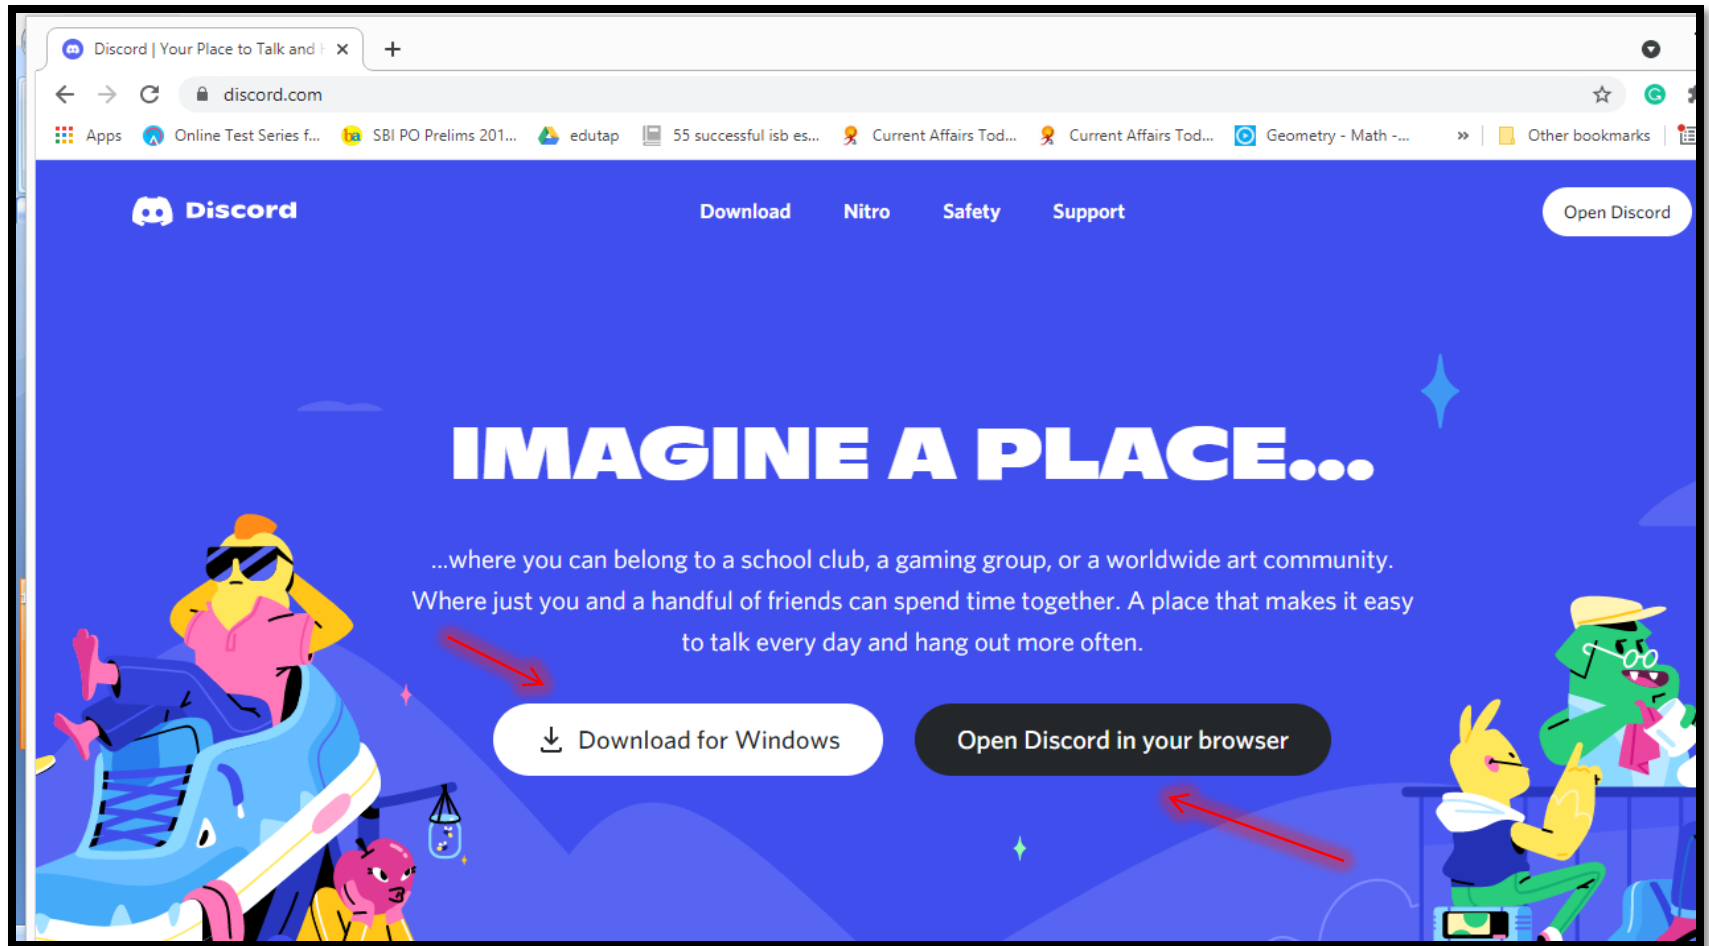 Discord | Your Place to Talk and H
discord.com
Apps
Online Test Series f...
SBI PO Prelims 201...
edutap
55 successful isb es...
Current Affairs Tod...
Current Affairs Tod...
Geometry - Math -...
Other bookmarks
Discord
Download
Nitro
Safety
Support
Open Discord
IMAGINE A PLACE...
...where you can belong to a school club, a gaming group, or a worldwide art community.
Where just you and a handful of friends can spend time together. A place that makes it easy
to talk every day and hang out more often.
Download for Windows
Open Discord in your browser